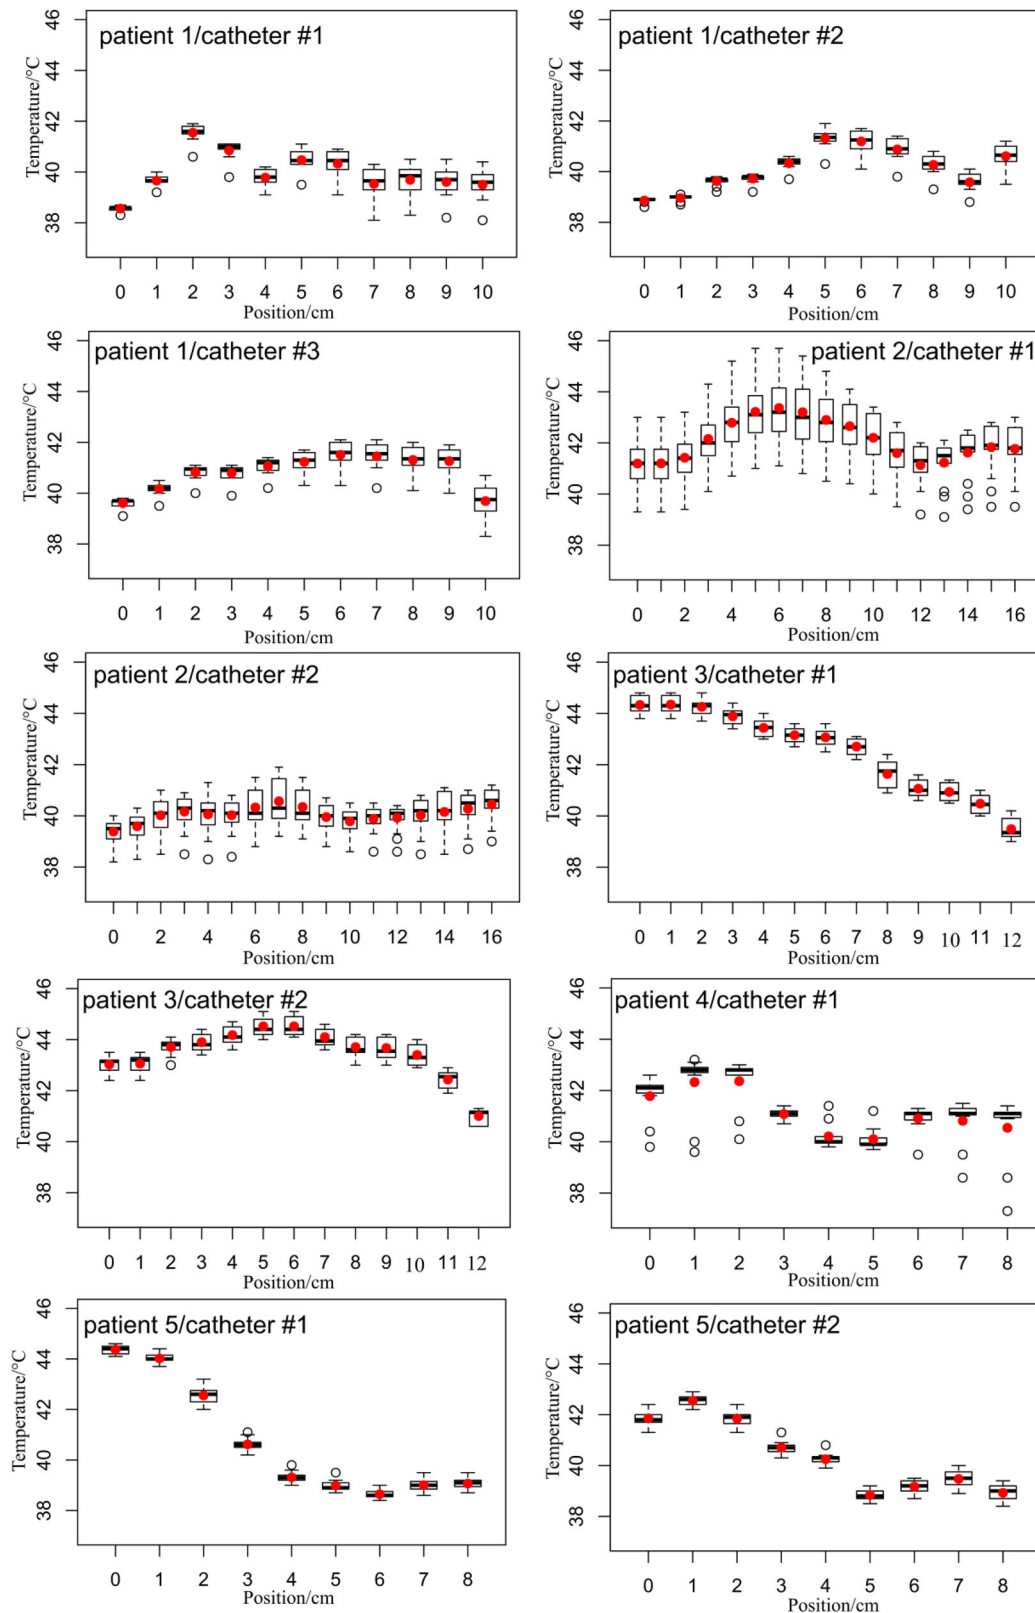 patient 1/catheter #1
Temperature/°C
46
44
42
40
38
0 1 2 3 4 5 6 7 8 9 10
Position/cm
patient 1/catheter #2
Temperature/°C
46
44
42
40
38
0 1 2 3 4 5 6 7 8 9 10
Position/cm
patient 1/catheter #3
Temperature/°C
46
44
42
40
38
0 1 2 3 4 5 6 7 8 9 10
Position/cm
patient 2/catheter #1
Temperature/°C
46
44
42
40
38
0 2 4 6 8 10 12 14 16
Position/cm
patient 2/catheter #2
Temperature/°C
46
44
42
40
38
0 2 4 6 8 10 12 14 16
Position/cm
patient 3/catheter #1
Temperature/°C
46
44
42
40
38
0 1 2 3 4 5 6 7 8 9 10 11 12
Position/cm
patient 3/catheter #2
Temperature/°C
46
44
42
40
38
0 1 2 3 4 5 6 7 8 9 10 11 12
Position/cm
patient 4/catheter #1
Temperature/°C
46
44
42
40
38
0 1 2 3 4 5 6 7 8
Position/cm
patient 5/catheter #1
Temperature/°C
46
44
42
40
38
0 1 2 3 4 5 6 7 8
Position/cm
patient 5/catheter #2
Temperature/°C
46
44
42
40
38
0 1 2 3 4 5 6 7 8
Position/cm